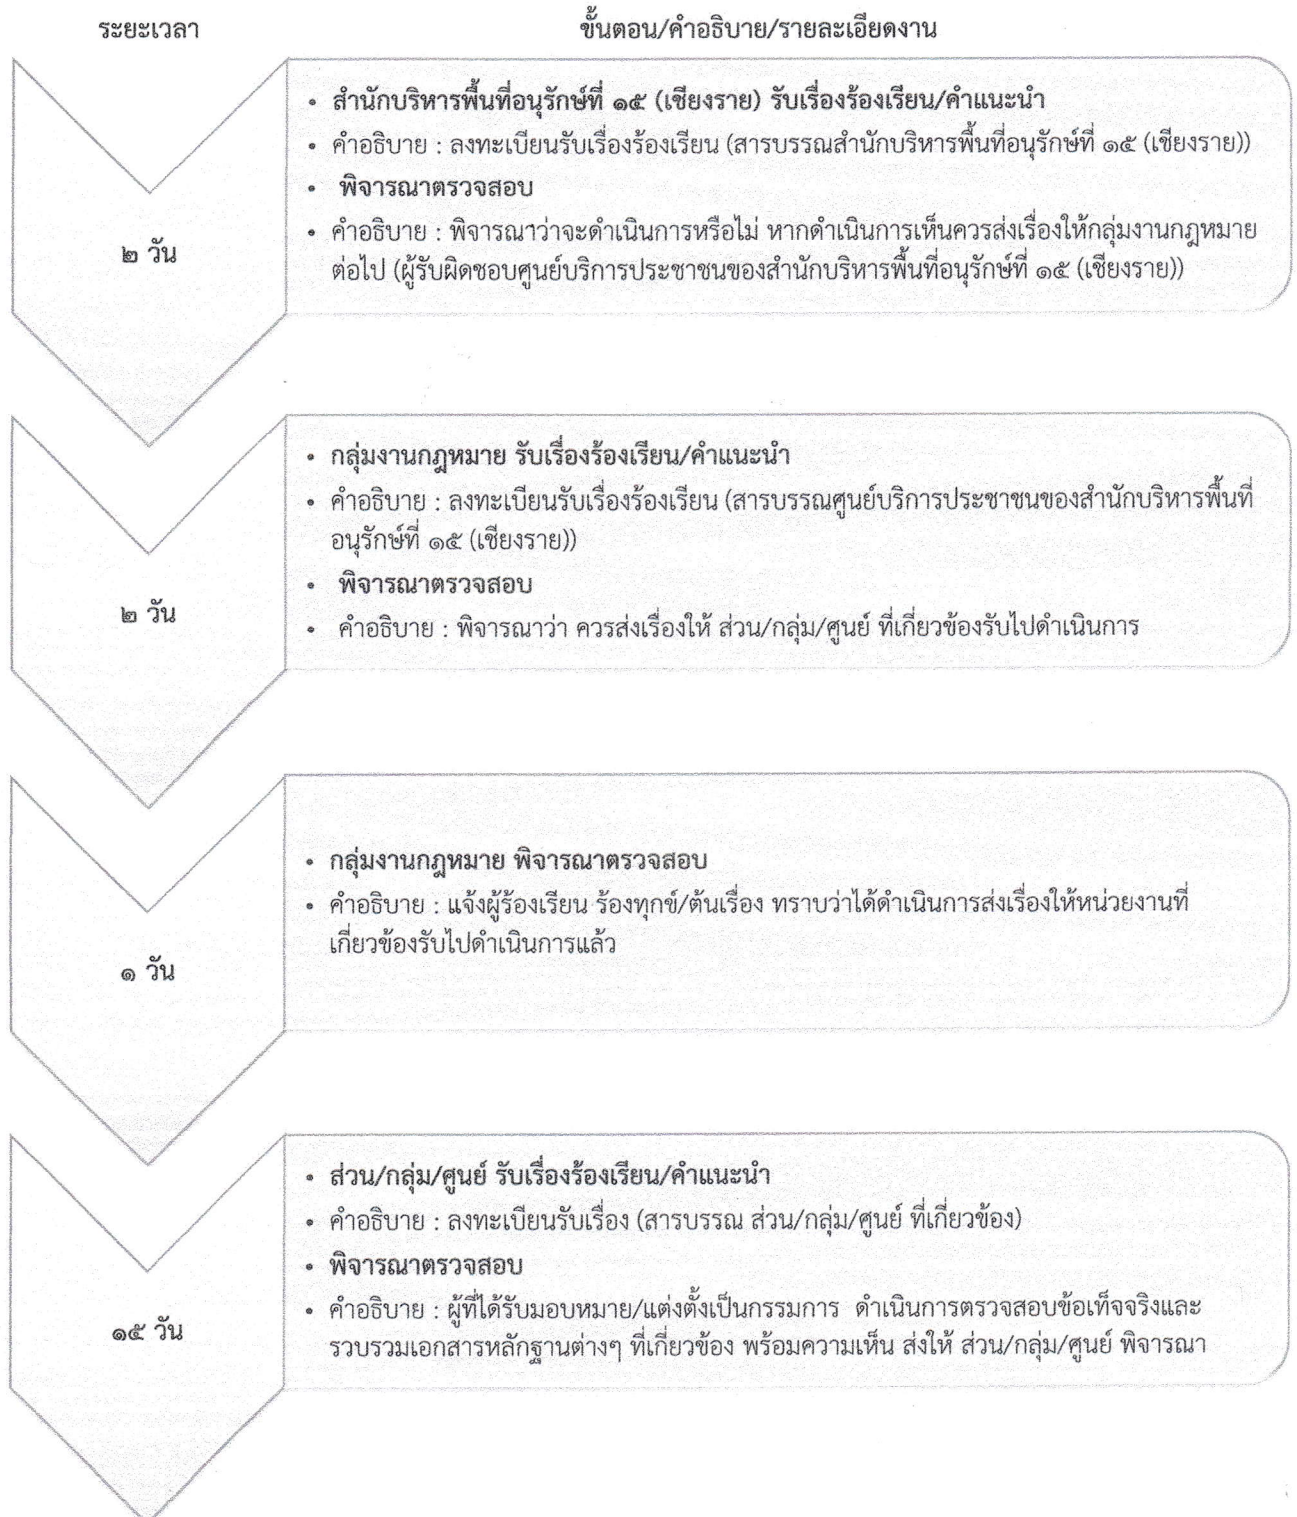 ระยะเวลา
ขั้นตอน/คำอธิบาย/รายละเอียดงาน
• สำนักบริหารพื้นที่อนุรักษ์ที่ ๑๕ (เชียงราย) รับเรื่องร้องเรียน/คำแนะนำ
• คำอธิบาย : ลงทะเบียนรับเรื่องร้องเรียน (สารบรรณสำนักบริหารพื้นที่อนุรักษ์ที่ ๑๕ (เชียงราย))
• พิจารณาตรวจสอบ
• คำอธิบาย : พิจารณาว่าจะดำเนินการหรือไม่ หากดำเนินการเห็นควรส่งเรื่องให้กลุ่มงานกฎหมาย
ต่อไป (ผู้รับผิดชอบศูนย์บริการประชาชนของสำนักบริหารพื้นที่อนุรักษ์ที่ ๑๕ (เชียงราย))
๒ วัน
• กลุ่มงานกฎหมาย รับเรื่องร้องเรียน/คำแนะนำ
• คำอธิบาย : ลงทะเบียนรับเรื่องร้องเรียน (สารบรรณศูนย์บริการประชาชนของสำนักบริหารพื้นที่
อนุรักษ์ที่ ๑๕ (เชียงราย))
• พิจารณาตรวจสอบ
• คำอธิบาย : พิจารณาว่า ควรส่งเรื่องให้ ส่วน/กลุ่ม/ศูนย์ ที่เกี่ยวข้องรับไปดำเนินการ
๒ วัน
• กลุ่มงานกฎหมาย พิจารณาตรวจสอบ
• คำอธิบาย : แจ้งผู้ร้องเรียน ร้องทุกข์/ต้นเรื่อง ทราบว่าได้ดำเนินการส่งเรื่องให้หน่วยงานที่
เกี่ยวข้องรับไปดำเนินการแล้ว
๑ วัน
• ส่วน/กลุ่ม/ศูนย์ รับเรื่องร้องเรียน/คำแนะนำ
• คำอธิบาย : ลงทะเบียนรับเรื่อง (สารบรรณ ส่วน/กลุ่ม/ศูนย์ ที่เกี่ยวข้อง)
• พิจารณาตรวจสอบ
• คำอธิบาย : ผู้ที่ได้รับมอบหมาย/แต่งตั้งเป็นกรรมการ ดำเนินการตรวจสอบข้อเท็จจริงและ
รวบรวมเอกสารหลักฐานต่างๆ ที่เกี่ยวข้อง พร้อมความเห็น ส่งให้ ส่วน/กลุ่ม/ศูนย์ พิจารณา
๑๕ วัน